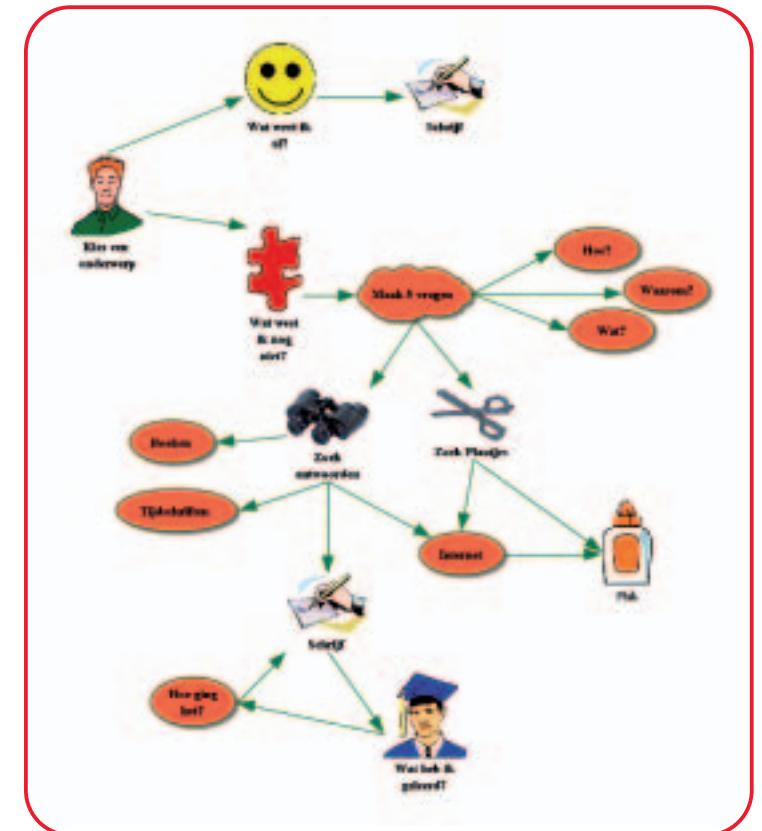 Wat weet ik
al?
Schrijf
Kies een
onderwerp
Wat weet
ik nog
niet?
Maak 5 vragen
Hoe?
Waarom?
Wat?
Boeken
Tijdschriften
Zoek
antwoorden
Zoek Plaatjes
Internet
Plak
Schrijf
Hoe ging
het?
Wat heb ik
geleerd?